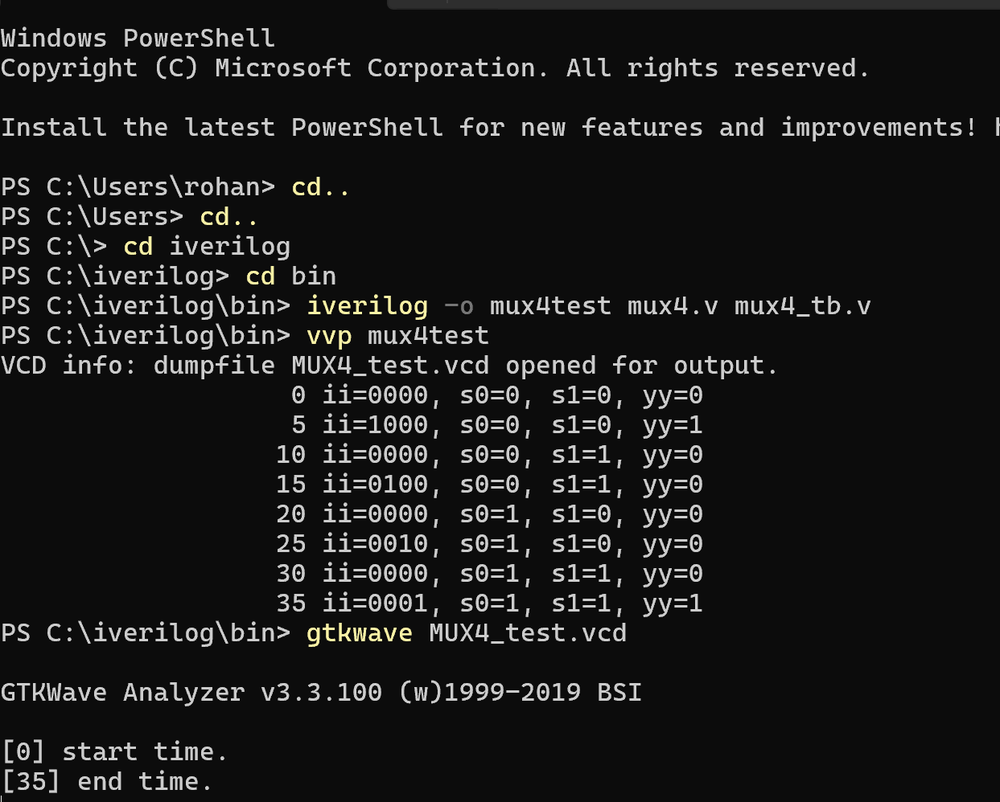 Windows PowerShell
Copyright (C) Microsoft Corporation. All rights reserved.
Install the latest PowerShell for new features and improvements!
PS C:\Users\rohan> cd..
PS C:\Users> cd..
PS C:\> cd iverilog
PS C:\iverilog> cd bin
PS C:\iverilog\bin> iverilog -o mux4test mux4.v mux4_tb.v
PS C:\iverilog\bin> vvp mux4test
VCD info: dumpfile MUX4_test.vcd opened for output.
0 ii=0000, s0=0, s1=0, yy=0
5 ii=1000, s0=0, s1=0, yy=1
10 ii=0000, s0=0, s1=1, yy=0
15 ii=0100, s0=0, s1=1, yy=0
20 ii=0000, s0=1, s1=0, yy=0
25 ii=0010, s0=1, s1=0, yy=0
30 ii=0000, s0=1, s1=1, yy=0
35 ii=0001, s0=1, s1=1, yy=1
PS C:\iverilog\bin> gtkwave MUX4_test.vcd
GTKWave Analyzer v3.3.100 (w)1999-2019 BSI
[0] start time.
[35] end time.